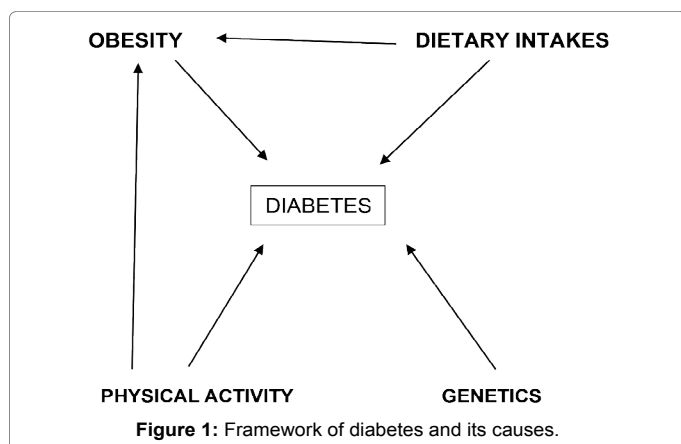 OBESITY DIETARY INTAKES
DIABETES
PHYSICAL ACTIVITY GENETICS
Figure 1: Framework of diabetes and its causes.